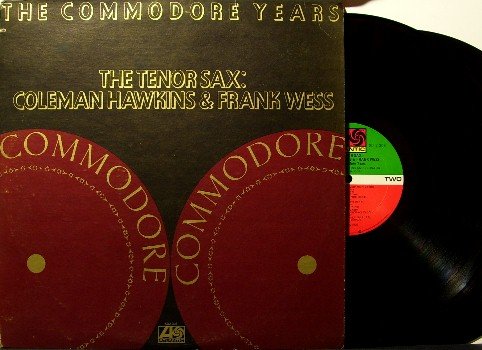 THE COMMODORE YEARS
THE TENOR SAX:
COLEMAN HAWKINS & FRANK WESS
COMMODORE
COMMODORE
TWO